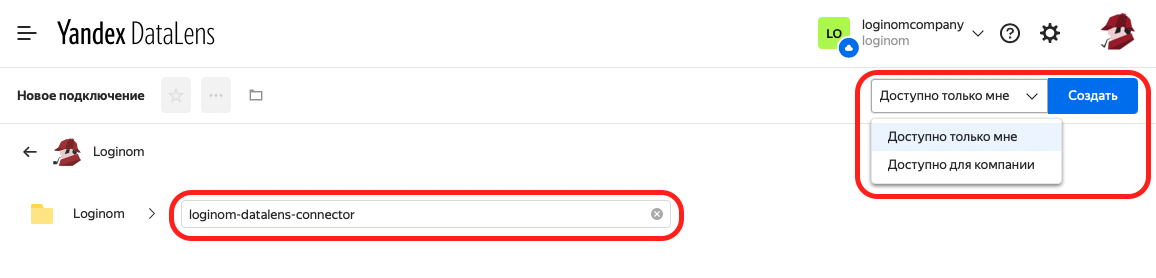 Yandex DataLens
LO
loginomcompany
loginom
Новое подключение
Доступно только мне
Создать
Доступно только мне
Доступно для компании
Loginom
Loginom
loginom-datalens-connector